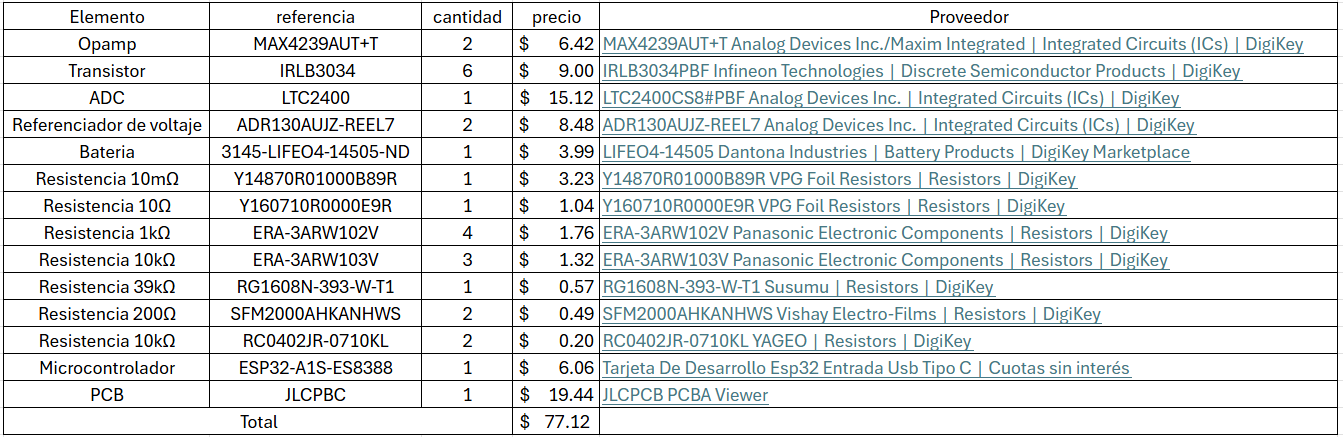 Elemento referencia cantidad precio Proveedor
Opamp MAX4239AUT+T 2 $ 6.42 MAX4239AUT+T Analog Devices Inc./Maxim Integrated | Integrated Circuits (ICs) | DigiKey
Transistor IRLB3034 6 $ 9.00 IRLB3034PBF Infineon Technologies | Discrete Semiconductor Products | DigiKey
ADC LTC2400 1 $ 15.12 LTC2400CS8#PBF Analog Devices Inc. | Integrated Circuits (ICs) | DigiKey
Referenciador de voltaje ADR130AUJZ-REEL7 2 $ 8.48 ADR130AUJZ-REEL7 Analog Devices Inc. | Integrated Circuits (ICs) | DigiKey
Bateria 3145-LIFEO4-14505-ND 1 $ 3.99 LIFEO4-14505 Dantona Industries | Battery Products | DigiKey Marketplace
Resistencia 10mΩ Y14870R01000B89R 1 $ 3.23 Y14870R01000B89R VPG Foil Resistors | Resistors | DigiKey
Resistencia 10Ω Y160710R0000E9R 1 $ 1.04 Y160710R0000E9R VPG Foil Resistors | Resistors | DigiKey
Resistencia 1kΩ ERA-3ARW102V 4 $ 1.76 ERA-3ARW102V Panasonic Electronic Components | Resistors | DigiKey
Resistencia 10kΩ ERA-3ARW103V 3 $ 1.32 ERA-3ARW103V Panasonic Electronic Components | Resistors | DigiKey
Resistencia 39kΩ RG1608N-393-W-T1 1 $ 0.57 RG1608N-393-W-T1 Susumu | Resistors | DigiKey
Resistencia 200Ω SFM2000AHKANHWS 2 $ 0.49 SFM2000AHKANHWS Vishay Electro-Films | Resistors | DigiKey
Resistencia 10kΩ RC0402JR-0710KL 2 $ 0.20 RC0402JR-0710KL YAGEO | Resistors | DigiKey
Microcontrolador ESP32-A1S-ES8388 1 $ 6.06 Tarjeta De Desarrollo Esp32 Entrada Usb Tipo C | Cuotas sin interés
PCB JLCPBC 1 $ 19.44 JLCPCB PCBA Viewer
Total $ 77.12